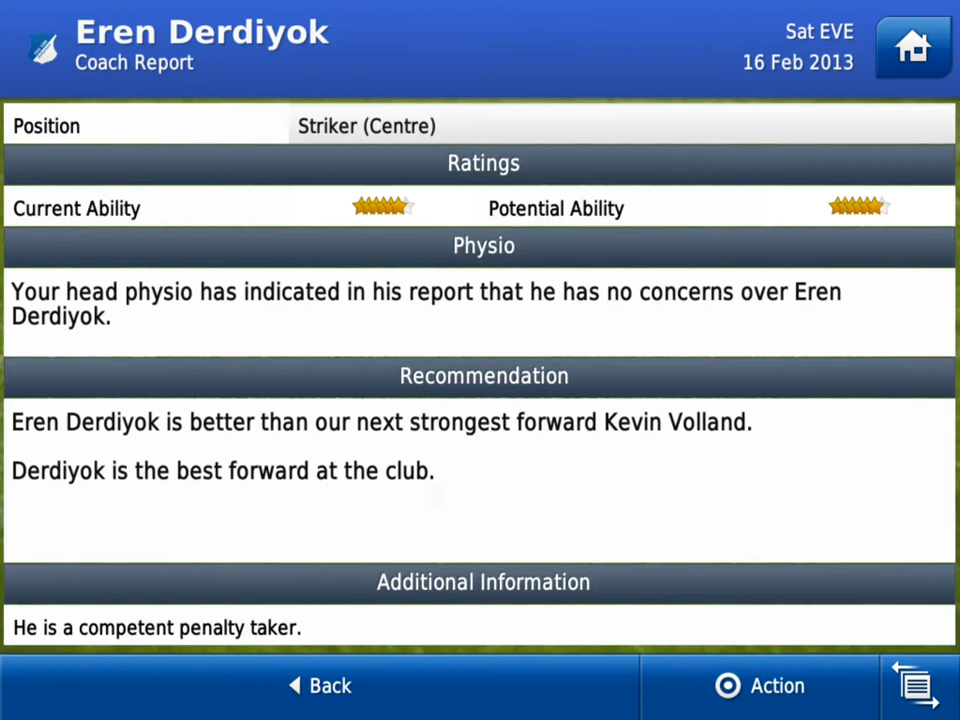 Eren Derdiyok
Coach Report
Sat EVE
16 Feb 2013
Position
Striker (Centre)
Ratings
Current Ability
Potential Ability
Physio
Your head physio has indicated in his report that he has no concerns over Eren
Derdiyok.
Recommendation
Eren Derdiyok is better than our next strongest forward Kevin Volland.
Derdiyok is the best forward at the club.
Additional Information
He is a competent penalty taker.
Back
Action